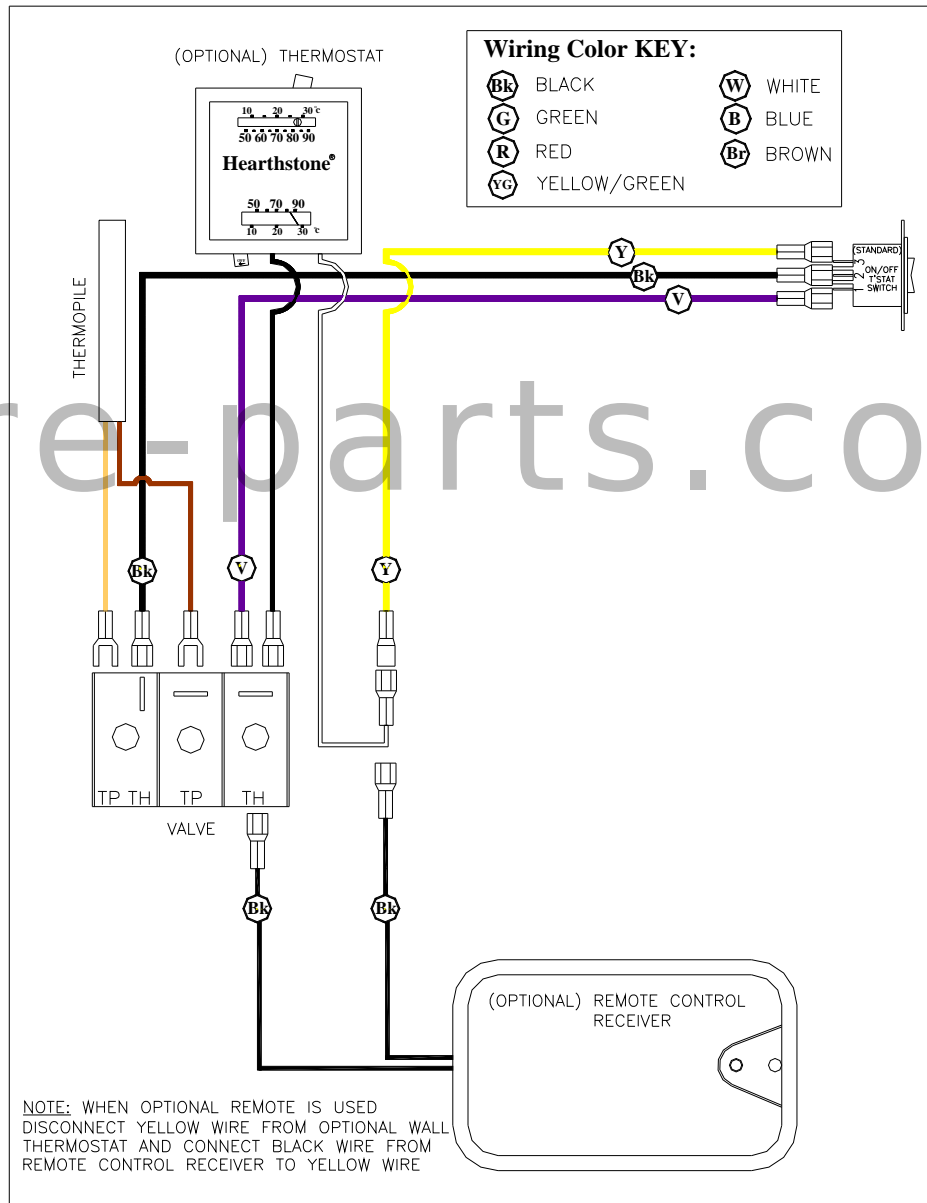 (OPTIONAL) THERMOSTAT
Wiring Color KEY:
Bk BLACK
G GREEN
R RED
YG YELLOW/GREEN
W WHITE
B BLUE
Br BROWN
10 20 30 °c
50 60 70 80 90
Hearthstone®
50 70 90
10 20 30 °c
THERMOPILE
Y
Bk
V
(STANDARD)
3
2
1
ON/OFF
T'STAT
SWITCH
re-parts.co
Bk
V
Y
TP TH
TP
TH
VALVE
Bk
Bk
(OPTIONAL) REMOTE CONTROL
RECEIVER
NOTE: WHEN OPTIONAL REMOTE IS USED
DISCONNECT YELLOW WIRE FROM OPTIONAL WALL
THERMOSTAT AND CONNECT BLACK WIRE FROM
REMOTE CONTROL RECEIVER TO YELLOW WIRE